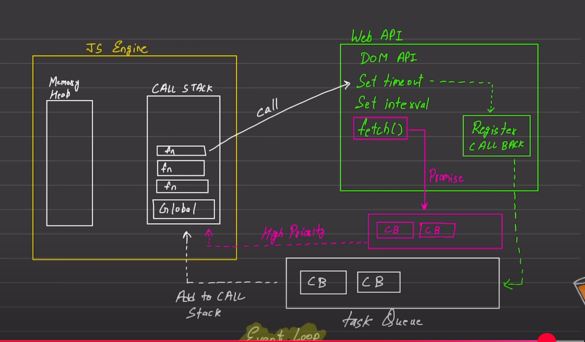 JS Engine
Memory
Heap
CALL STACK
fn
fn
fn
Global
call
Web API
DOM API
Set timeout
Set interval
fetch()
Register
CALL BACK
Promise
High Priority
CB
CB
CB
CB
Add to CALL
Stack
task Queue
Event Loop